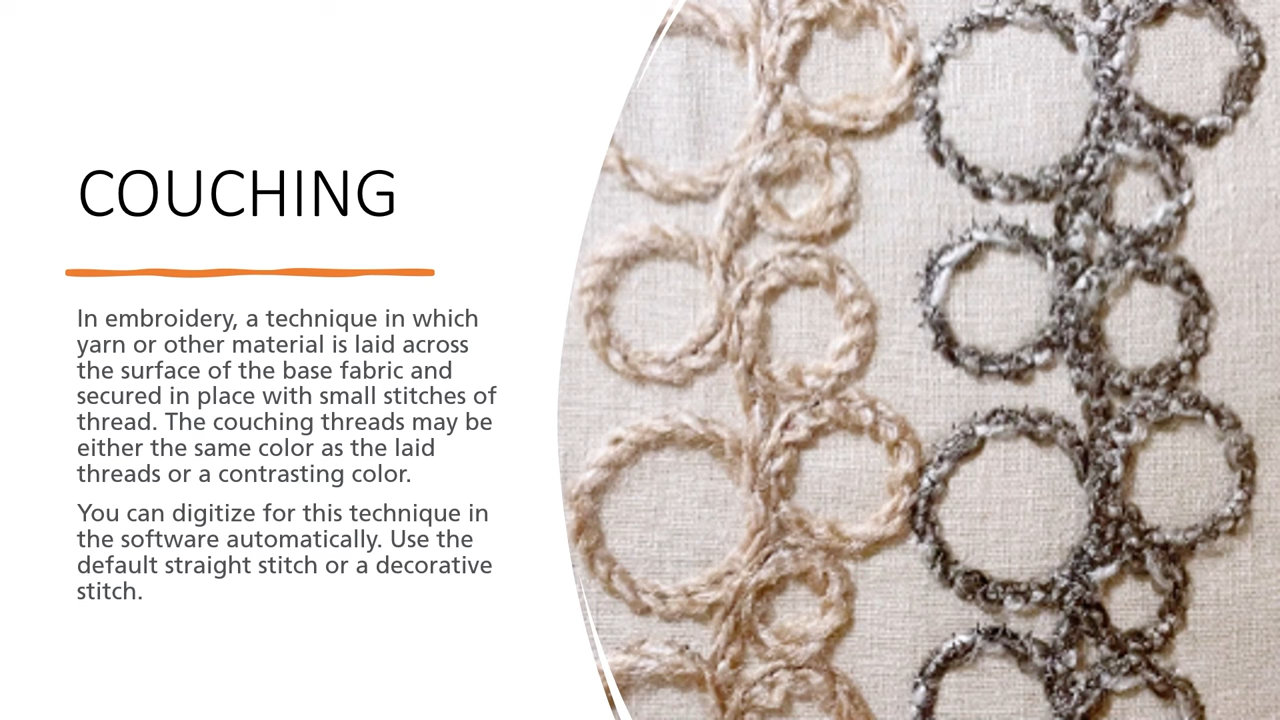 COUCHING
In embroidery, a technique in which
yarn or other material is laid across
the surface of the base fabric and
secured in place with small stitches of
thread. The couching threads may be
either the same color as the laid
threads or a contrasting color.
You can digitize for this technique in
the software automatically. Use the
default straight stitch or a decorative
stitch.